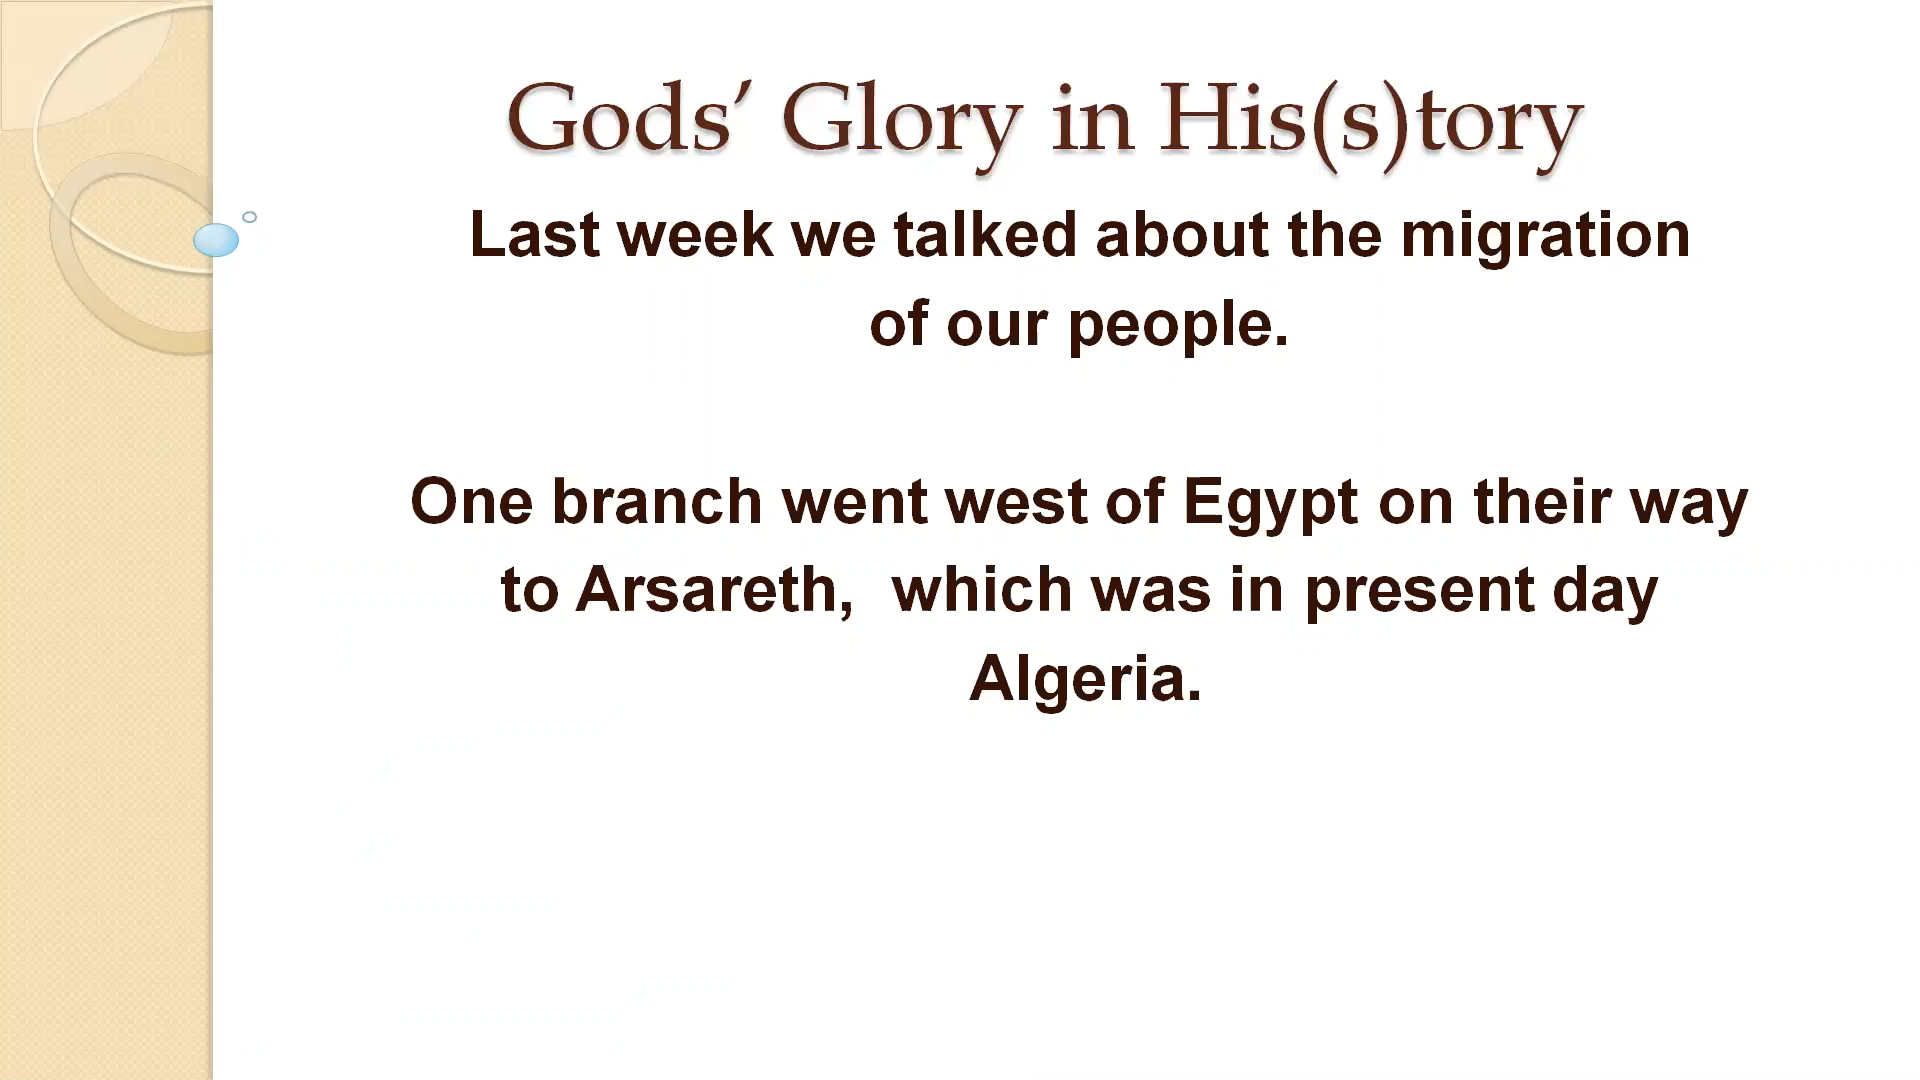 Gods’ Glory in His(s)tory
Last week we talked about the migration
of our people.
One branch went west of Egypt on their way
to Arsareth,  which was in present day
Algeria.